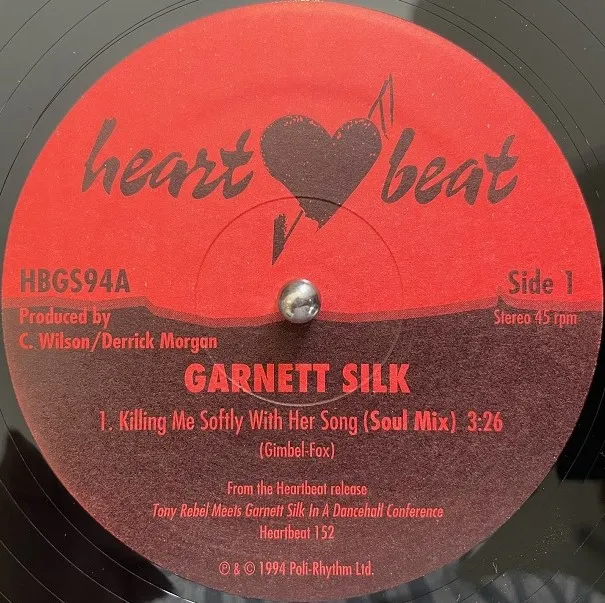 heart beat
HBGS94A
Side 1
Produced by
C. Wilson/Derrick Morgan
Stereo 45 rpm
GARNETT SILK
1. Killing Me Softly With Her Song (Soul Mix) 3:26
(Gimbel-Fox)
From the Heartbeat release
Tony Rebel Meets Garnett Silk In A Dancehall Conference
Heartbeat 152
℗ & © 1994 Poli-Rhythm Ltd.